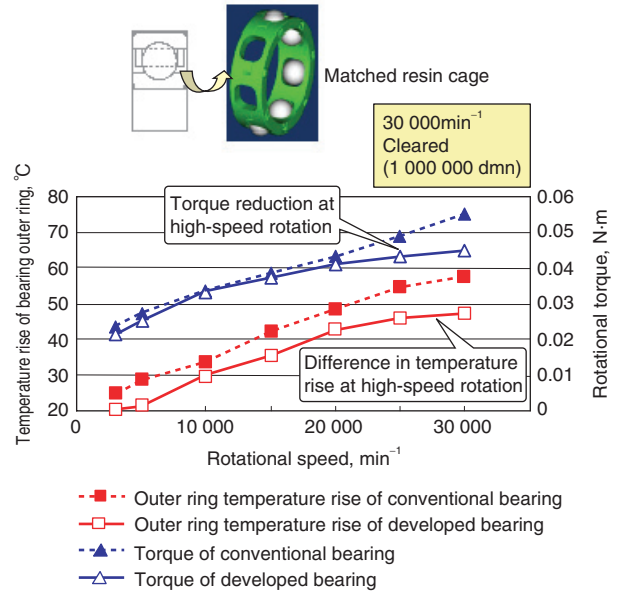 Matched resin cage
30 000min⁻¹
Cleared
(1 000 000 dmn)
Temperature rise of bearing outer ring, °C
80
70
60
50
40
30
20
Torque reduction at
high-speed rotation
Difference in temperature
rise at high-speed rotation
0.06
0.05
0.04
0.03
0.02
0.01
0
Rotational torque, N·m
0
10 000
20 000
30 000
Rotational speed, min⁻¹
Outer ring temperature rise of conventional bearing
Outer ring temperature rise of developed bearing
Torque of conventional bearing
Torque of developed bearing